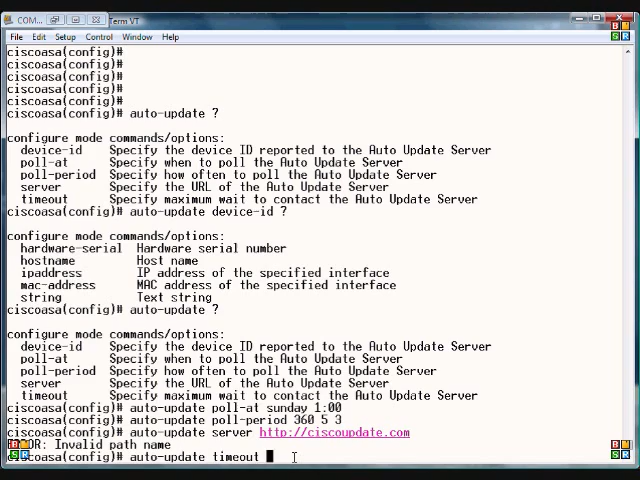 COM... Term VT
File Edit Setup Control Window Help
ciscoasa(config)#
ciscoasa(config)#
ciscoasa(config)#
ciscoasa(config)#
ciscoasa(config)#
ciscoasa(config)# auto-update ?
configure mode commands/options:
device-id Specify the device ID reported to the Auto Update Server
poll-at Specify when to poll the Auto Update Server
poll-period Specify how often to poll the Auto Update Server
server Specify the URL of the Auto Update Server
timeout Specify maximum wait to contact the Auto Update Server
ciscoasa(config)# auto-update device-id ?
configure mode commands/options:
hardware-serial Hardware serial number
hostname Host name
ipaddress IP address of the specified interface
mac-address MAC address of the specified interface
string Text string
ciscoasa(config)# auto-update ?
configure mode commands/options:
device-id Specify the device ID reported to the Auto Update Server
poll-at Specify when to poll the Auto Update Server
poll-period Specify how often to poll the Auto Update Server
server Specify the URL of the Auto Update Server
timeout Specify maximum wait to contact the Auto Update Server
ciscoasa(config)# auto-update poll-at sunday 1:00
ciscoasa(config)# auto-update poll-period 360 5 3
ciscoasa(config)# auto-update server http://ciscoupdate.com
Invalid path name
(config)# auto-update timeout